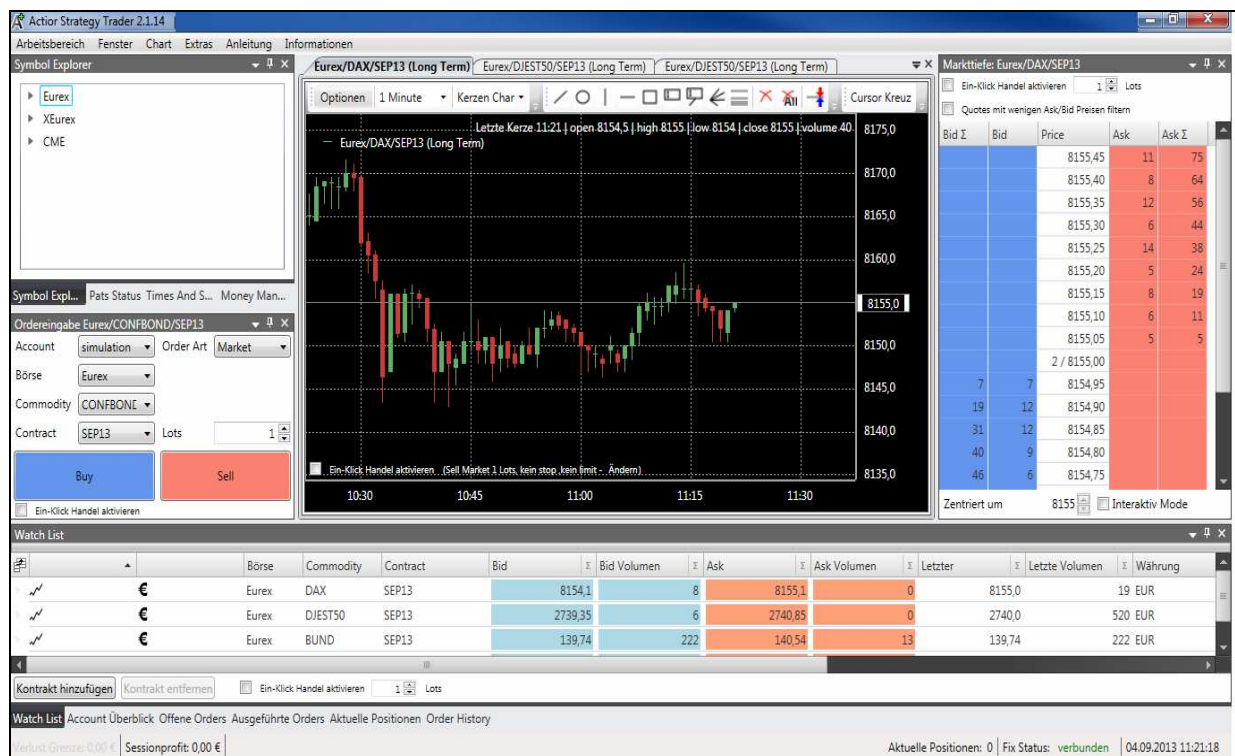 Actior Strategy Trader 2.1.14
Arbeitsbereich Fenster Chart Extras Anleitung Informationen
Symbol Explorer
Eurex
XEurex
CME
Symbol Expl... Pats Status Times And S... Money Man...
Ordereingabe Eurex/CONFBOND/SEP13
Account simulation Order Art Market
Börse Eurex
Commodity CONFBONE
Contract SEP13 Lots 1
Buy Sell
Ein-Klick Handel aktivieren
Eurex/DAX/SEP13 (Long Term) Eurex/DJEST50/SEP13 (Long Term) Eurex/DJEST50/SEP13 (Long Term)
Optionen 1 Minute Kerzen Char All Cursor Kreuz
Letzte Kerze 11:21 | open 8154,5 | high 8155 | low 8154 | close 8155 | volume 40
Eurex/DAX/SEP13 (Long Term)
8175,0
8170,0
8165,0
8160,0
8155,0
8150,0
8145,0
8140,0
8135,0
Ein-Klick Handel aktivieren (Sell Market 1 Lots, kein stop ,kein limit - Ändern)
10:30 10:45 11:00 11:15 11:30
Markttiefe: Eurex/DAX/SEP13
Ein-Klick Handel aktivieren 1 Lots
Quotes mit wenigen Ask/Bid Preisen filtern
Bid Σ Bid Price Ask Ask Σ
8155,45 11 75
8155,40 8 64
8155,35 12 56
8155,30 6 44
8155,25 14 38
8155,20 5 24
8155,15 8 19
8155,10 6 11
8155,05 5 5
2 / 8155,00
7 7 8154,95
19 12 8154,90
31 12 8154,85
40 9 8154,80
46 6 8154,75
Zentriert um 8155 Interaktiv Mode
Watch List
Börse Commodity Contract Bid Σ Bid Volumen Σ Ask Σ Ask Volumen Σ Letzter Σ Letzte Volumen Σ Währung
€ Eurex DAX SEP13 8154,1 8 8155,1 0 8155,0 19 EUR
€ Eurex DJEST50 SEP13 2739,35 6 2740,85 0 2740,0 520 EUR
€ Eurex BUND SEP13 139,74 222 140,54 13 139,74 222 EUR
Kontrakt hinzufügen Kontrakt entfernen Ein-Klick Handel aktivieren 1 Lots
Watch List Account Überblick Offene Orders Ausgeführte Orders Aktuelle Positionen Order History
Verlust Grenze: 0,00 € Sessionprofit: 0,00 € Aktuelle Positionen: 0 Fix Status: verbunden 04.09.2013 11:21:18